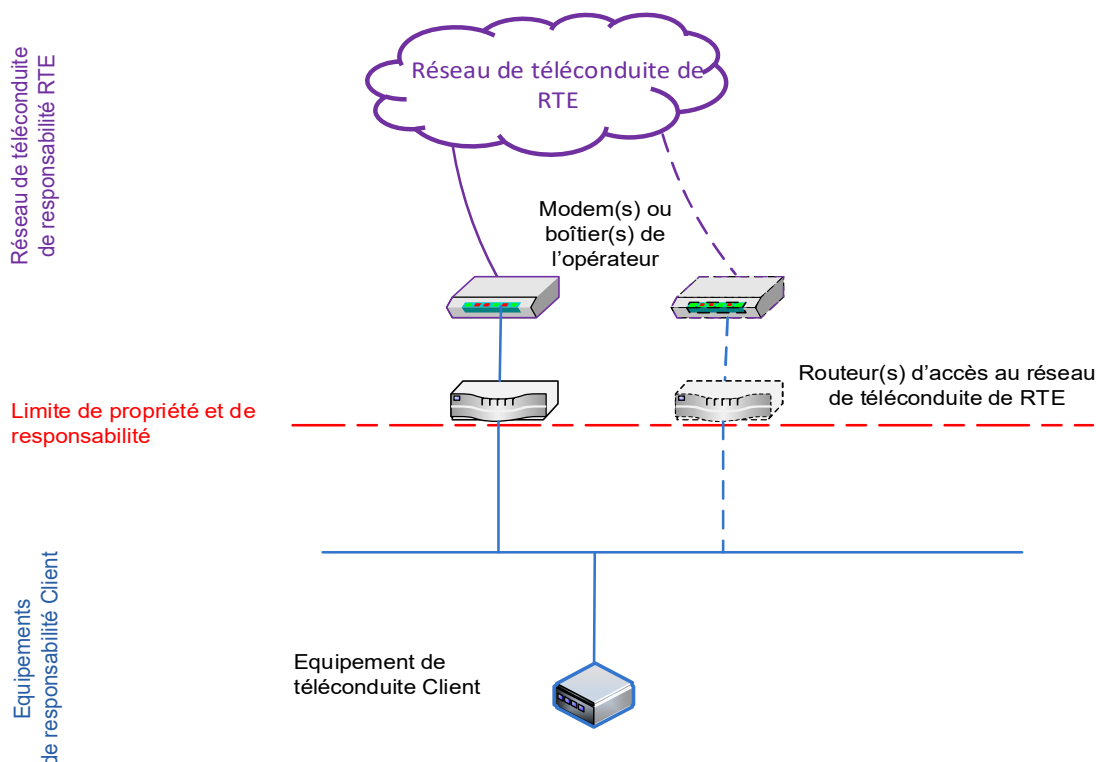 Réseau de téléconduite
de responsabilité RTE
Réseau de téléconduite de
RTE
Modem(s) ou
boîtier(s) de
l’opérateur
Routeur(s) d’accès au réseau
de téléconduite de RTE
Limite de propriété et de
responsabilité
Equipements
de responsabilité Client
Equipement de
téléconduite Client